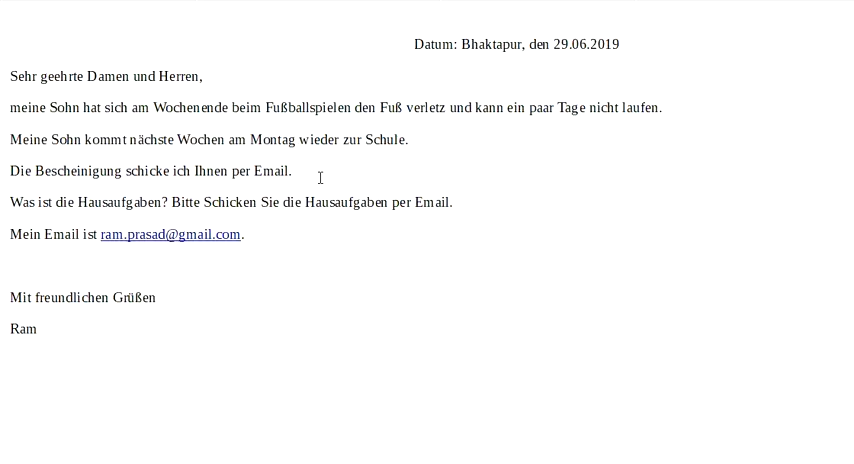 Datum: Bhaktapur, den 29.06.2019
Sehr geehrte Damen und Herren,
meine Sohn hat sich am Wochenende beim Fußballspielen den Fuß verletz und kann ein paar Tage nicht laufen.
Meine Sohn kommt nächste Wochen am Montag wieder zur Schule.
Die Bescheinigung schicke ich Ihnen per Email.
Was ist die Hausaufgaben? Bitte Schicken Sie die Hausaufgaben per Email.
Mein Email ist ram.prasad@gmail.com.
Mit freundlichen Grüßen
Ram